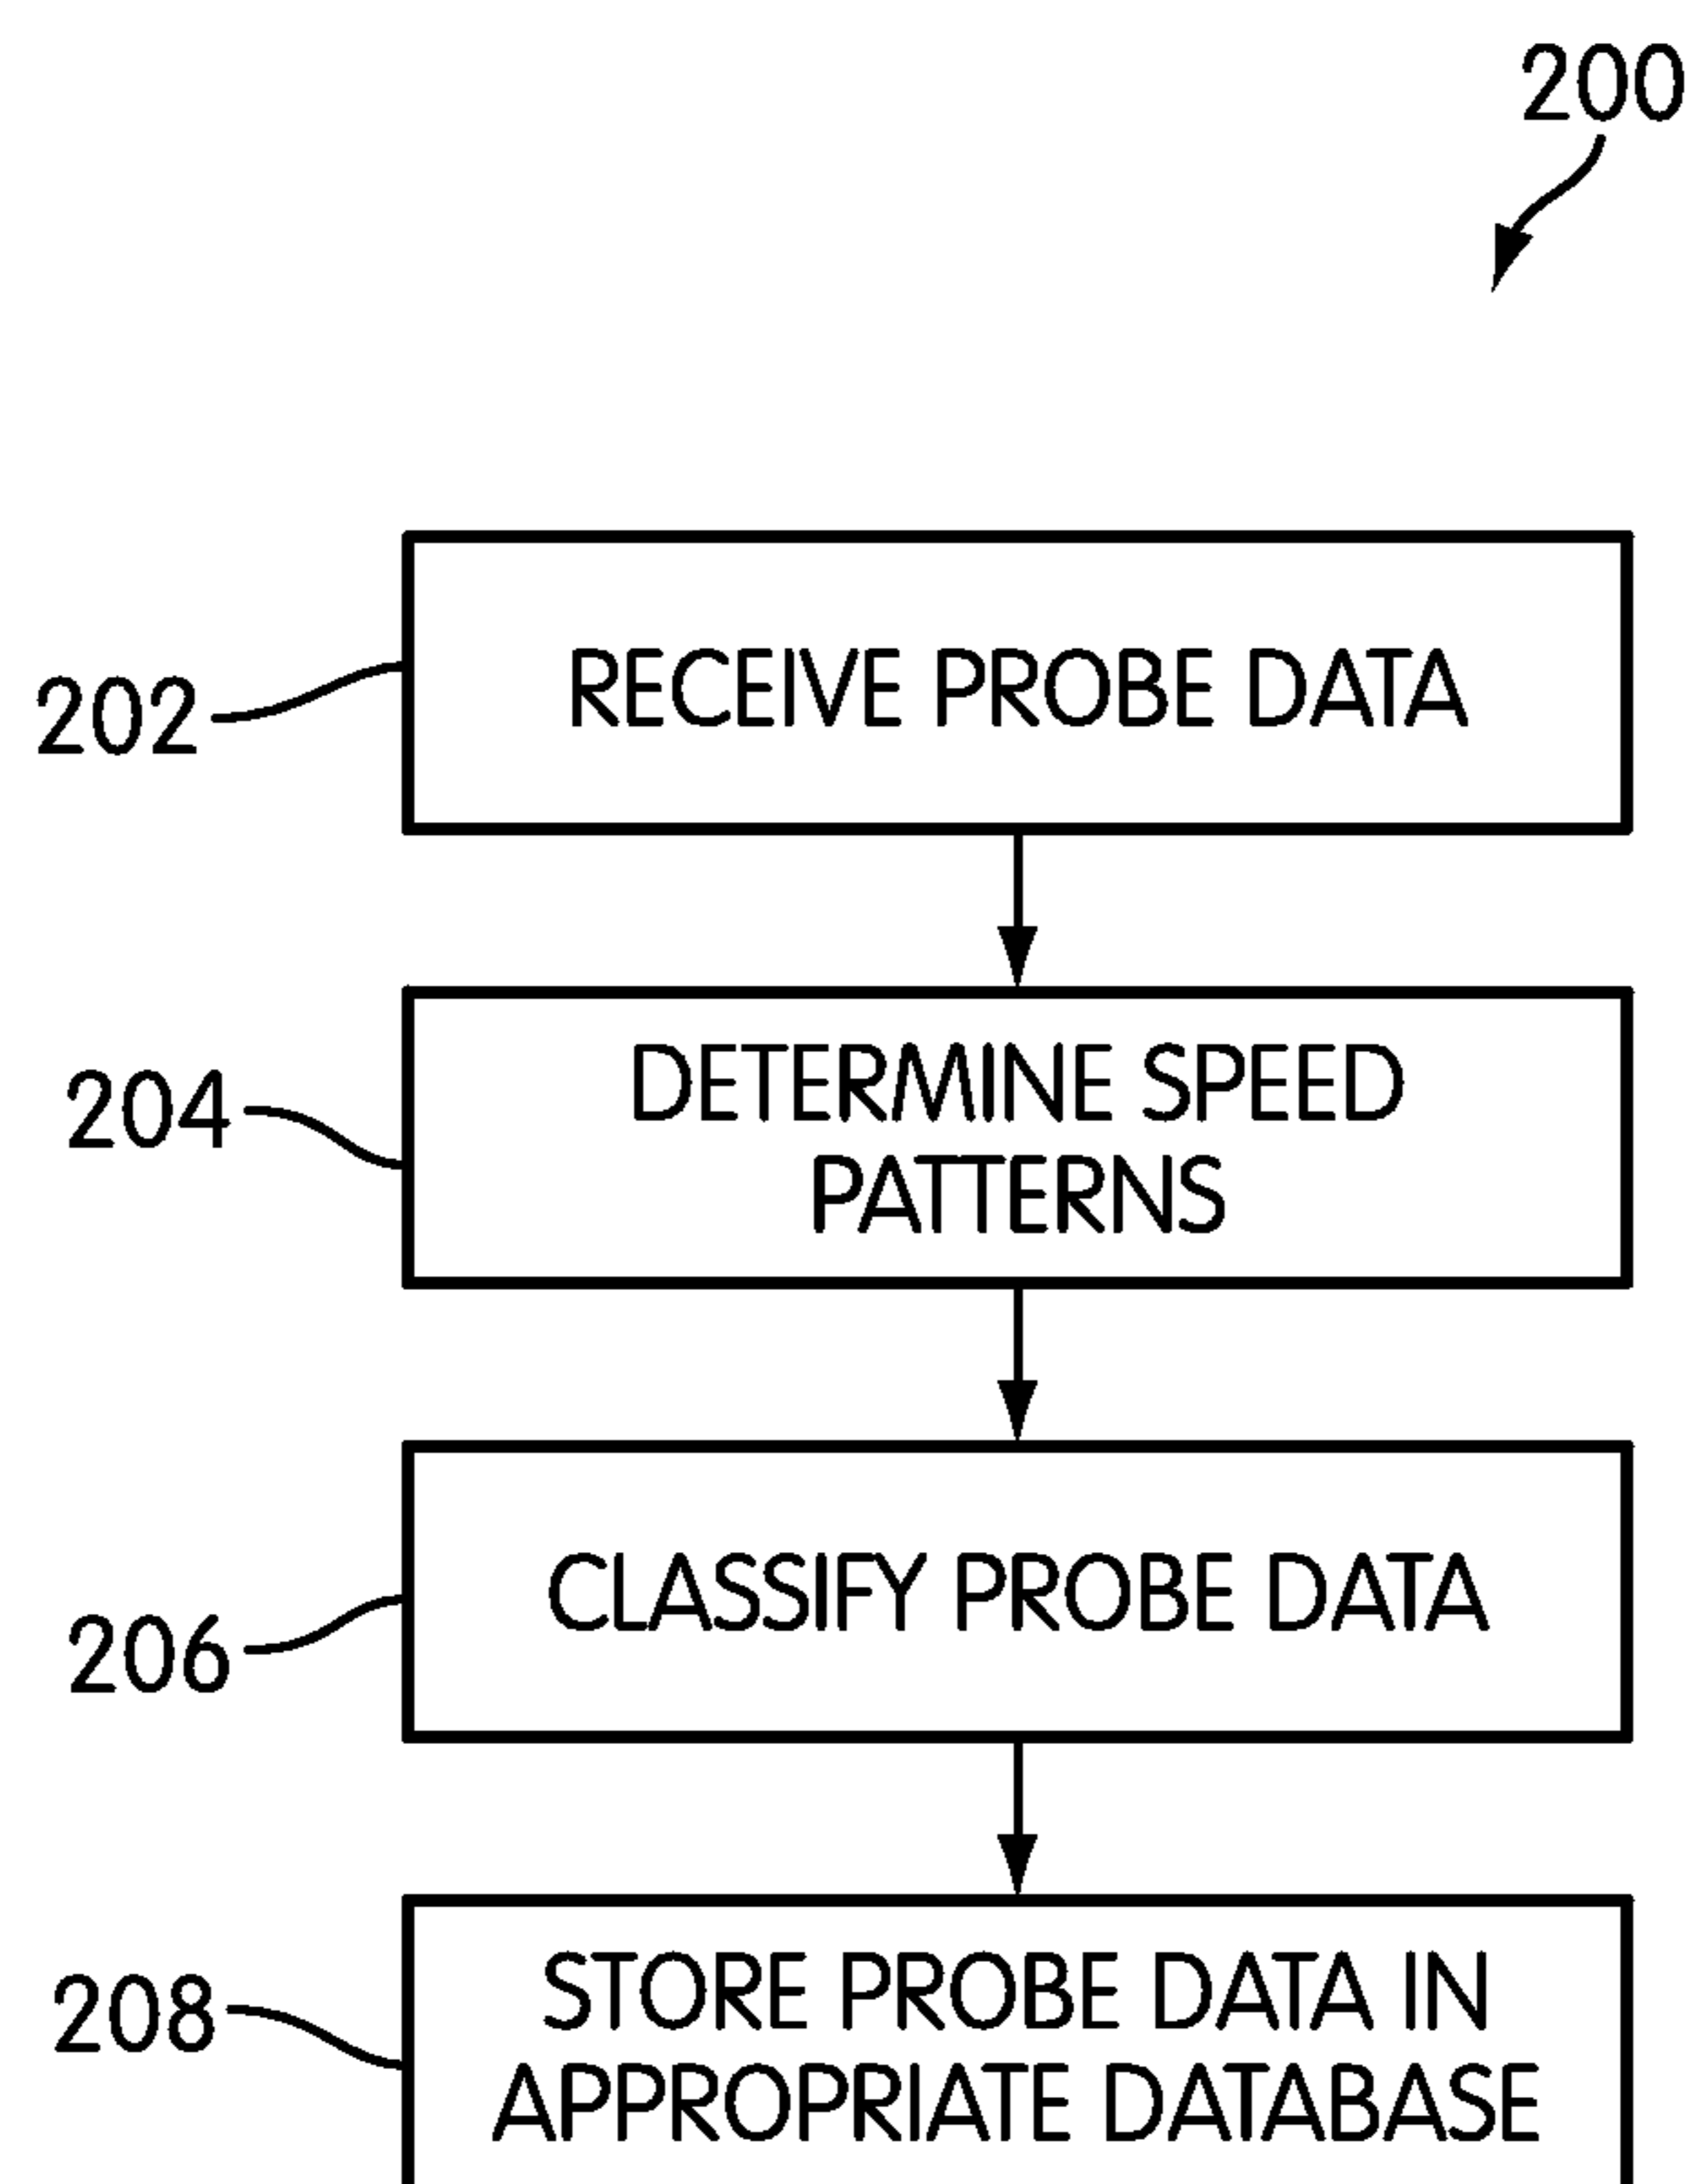 200
202
RECEIVE PROBE DATA
204
DETERMINE SPEED
PATTERNS
206
CLASSIFY PROBE DATA
208
STORE PROBE DATA IN
APPROPRIATE DATABASE